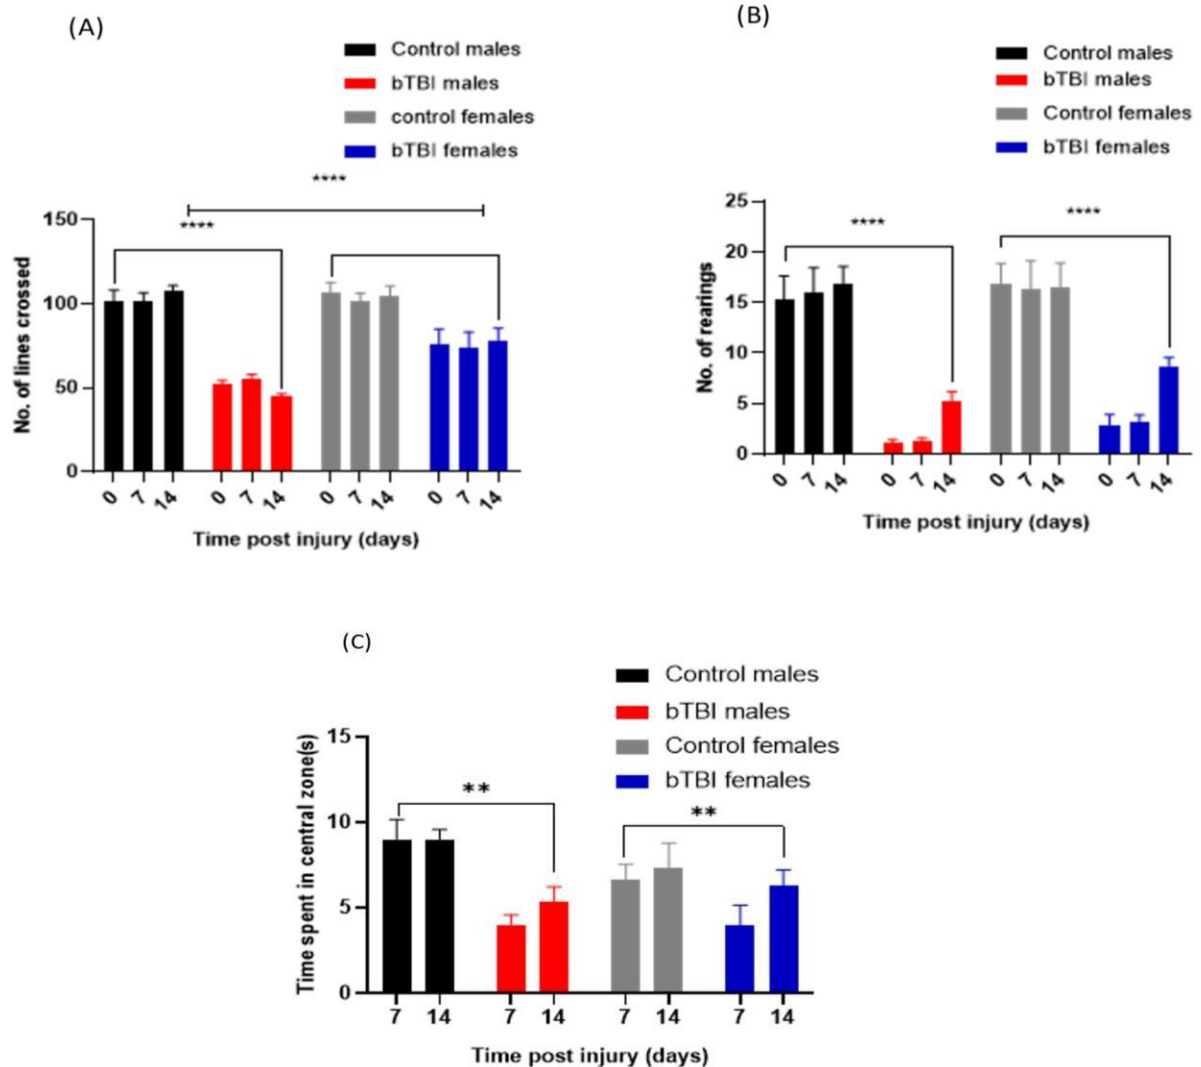 (A)
Control males
bTBI males
control females
bTBI females
****
****
150
100
50
0
No. of lines crossed
0 7 14 0 7 14 0 7 14 0 7 14
Time post injury (days)
(B)
Control males
bTBI males
Control females
bTBI females
****
****
25
20
15
10
5
0
No. of rearings
0 7 14 0 7 14 0 7 14 0 7 14
Time post injury (days)
(C)
Control males
bTBI males
Control females
bTBI females
**
**
15
10
5
0
Time spent in central zone(s)
7 14 7 14 7 14 7 14
Time post injury (days)